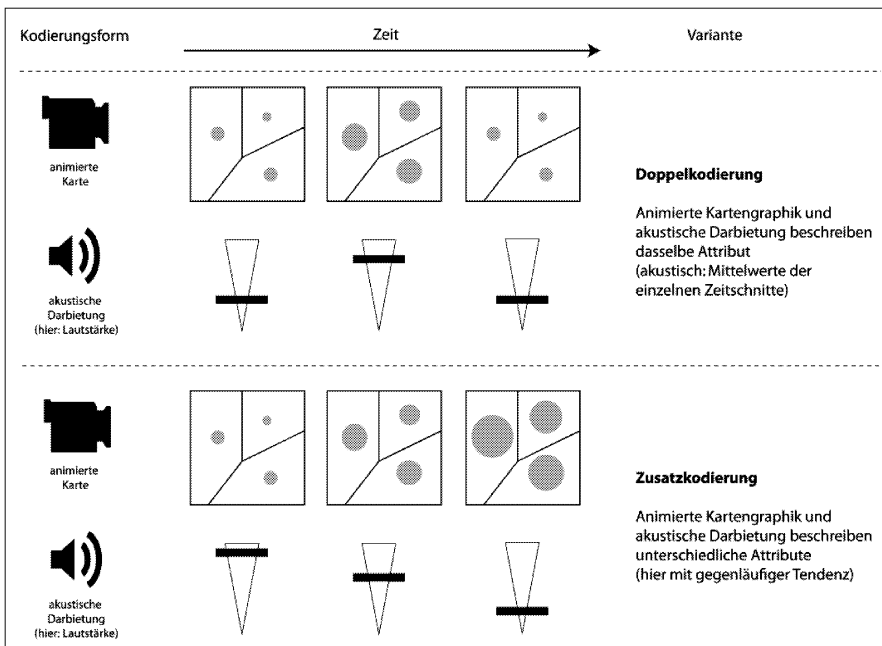 Kodierungsform
Zeit
Variante
animierte
Karte
akustische
Darbietung
(hier: Lautstärke)
Doppelkodierung
Animierte Kartengraphik und
akustische Darbietung beschreiben
dasselbe Attribut
(akustisch: Mittelwerte der
einzelnen Zeitschnitte)
animierte
Karte
akustische
Darbietung
(hier: Lautstärke)
Zusatzkodierung
Animierte Kartengraphik und
akustische Darbietung beschreiben
unterschiedliche Attribute
(hier mit gegenläufiger Tendenz)